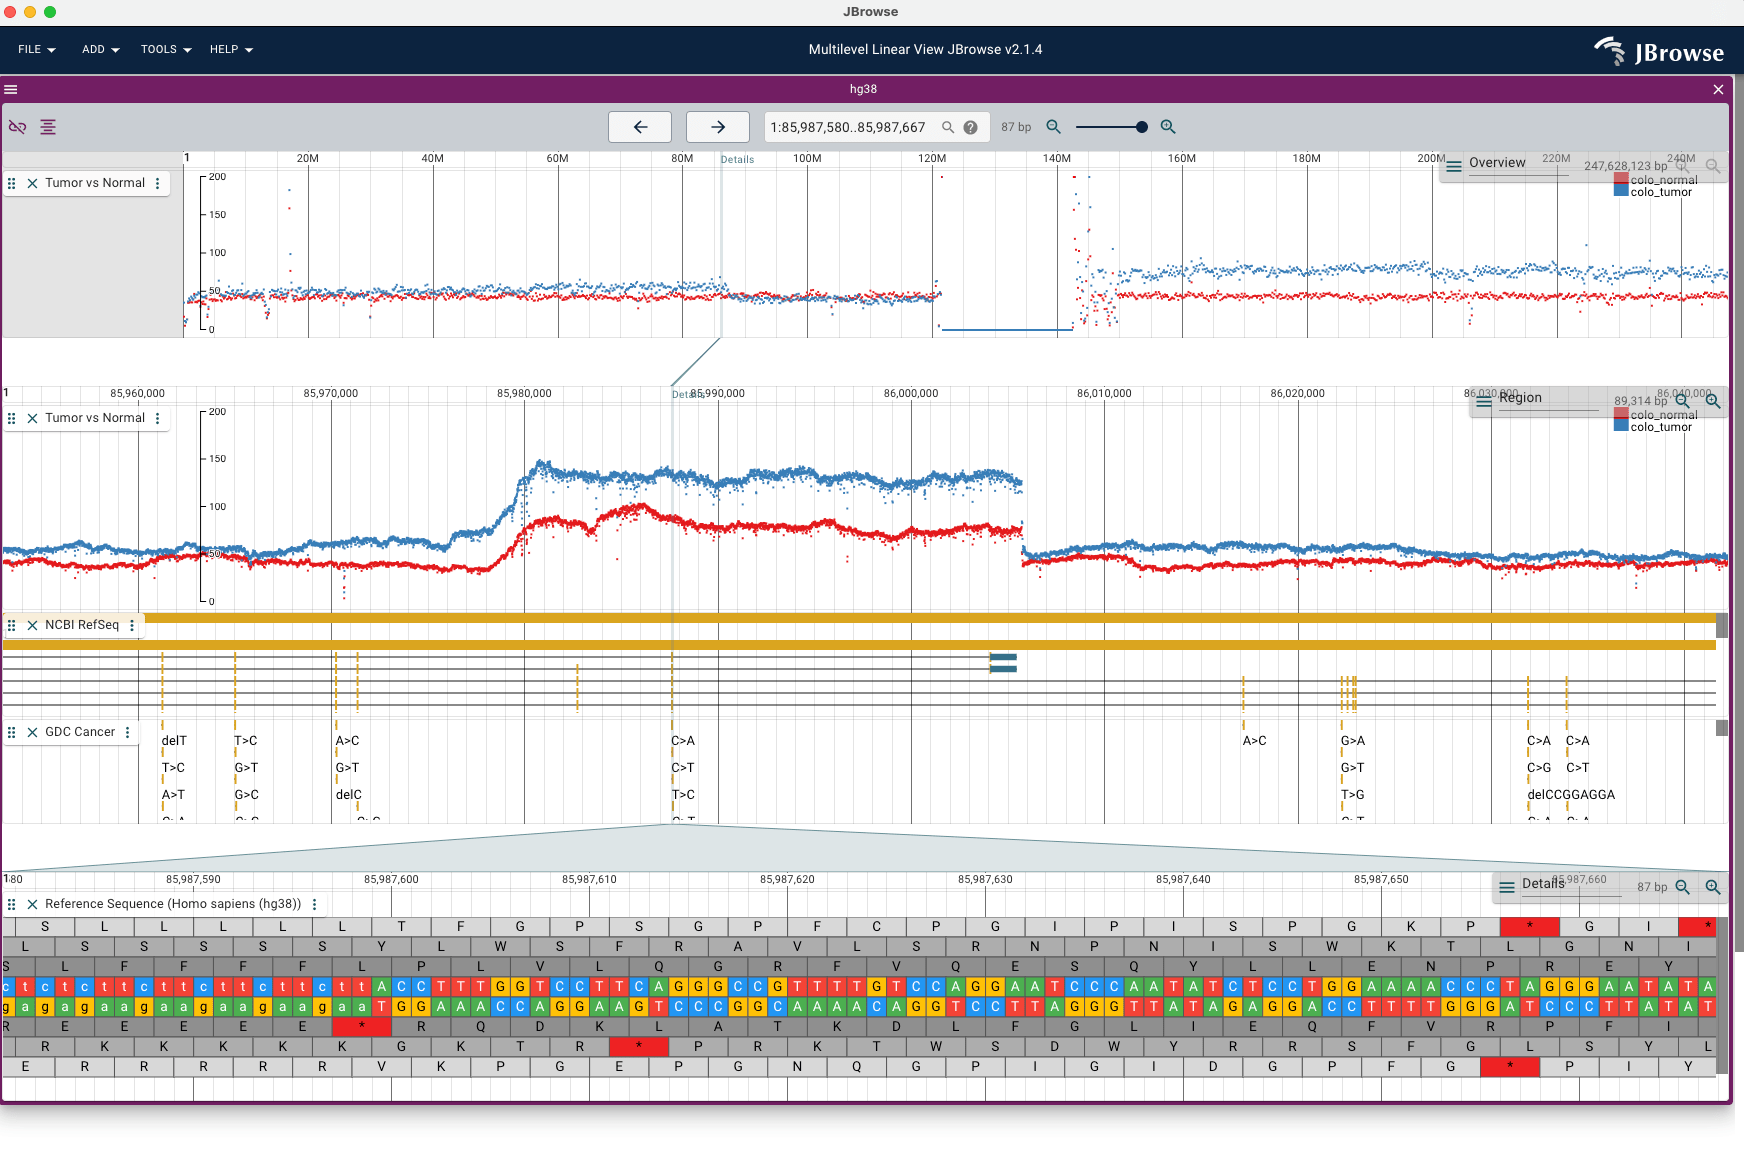 JBrowse
FILE ADD TOOLS HELP Multilevel Linear View JBrowse v2.1.4 JBrowse
hg38
1:85,987,580..85,987,667 87 bp
1 20M 40M 60M 80M Details 100M 120M 140M 160M 180M 200M 220M 240M
Overview 247,628,123 bp
Tumor vs Normal
200
150
100
50
0
colo_normal
colo_tumor
1 85,960,000 85,970,000 85,980,000 Details 85,990,000 86,000,000 86,010,000 86,020,000 86,030,000 86,040,000
Region 89,314 bp
Tumor vs Normal
200
150
100
50
0
colo_normal
colo_tumor
NCBI RefSeq
GDC Cancer
delT T>C A>C C>A A>C G>A C>A C>A
T>C G>T G>T C>T G>T C>G C>T
A>T G>C delC T>C T>G delCCGGAGGA
1 80 85,987,590 85,987,600 85,987,610 85,987,620 85,987,630 85,987,640 85,987,650 85,987,660
Details 87 bp
Reference Sequence (Homo sapiens (hg38))
S L L L L L T F G P S G P F C P G I P I S P G K P * G I *
L S S S S S Y L W S F R A V L S R N P N I S W K T L G N I
S L F F F F L P L V L Q G R F V Q E S Q Y L L E N P R E Y
c t c t c t t c t t c t t c t t c t t A C C T T T G G T C C T T C A G G G C C G T T T T G T C C A G G A A T C C C A A T A T C T C C T G G A A A A C C C T A G G G A A T A T A
g a g a g a a g a a g a a g a a g a a T G G A A A C C A G G A A G T C C C G G C A A A A C A G G T C C T T A G G G T T A T A G A G G A C C T T T T G G G A T C C C T T A T A T
R E E E E E * R Q D K L A T K D L F G L I E Q F V R P F I
R K K K K K G K T R * P R K T W S D W Y R R S F G L S Y L
E R R R R R V K P G E P G N Q G P I G I D G P F G * P I Y